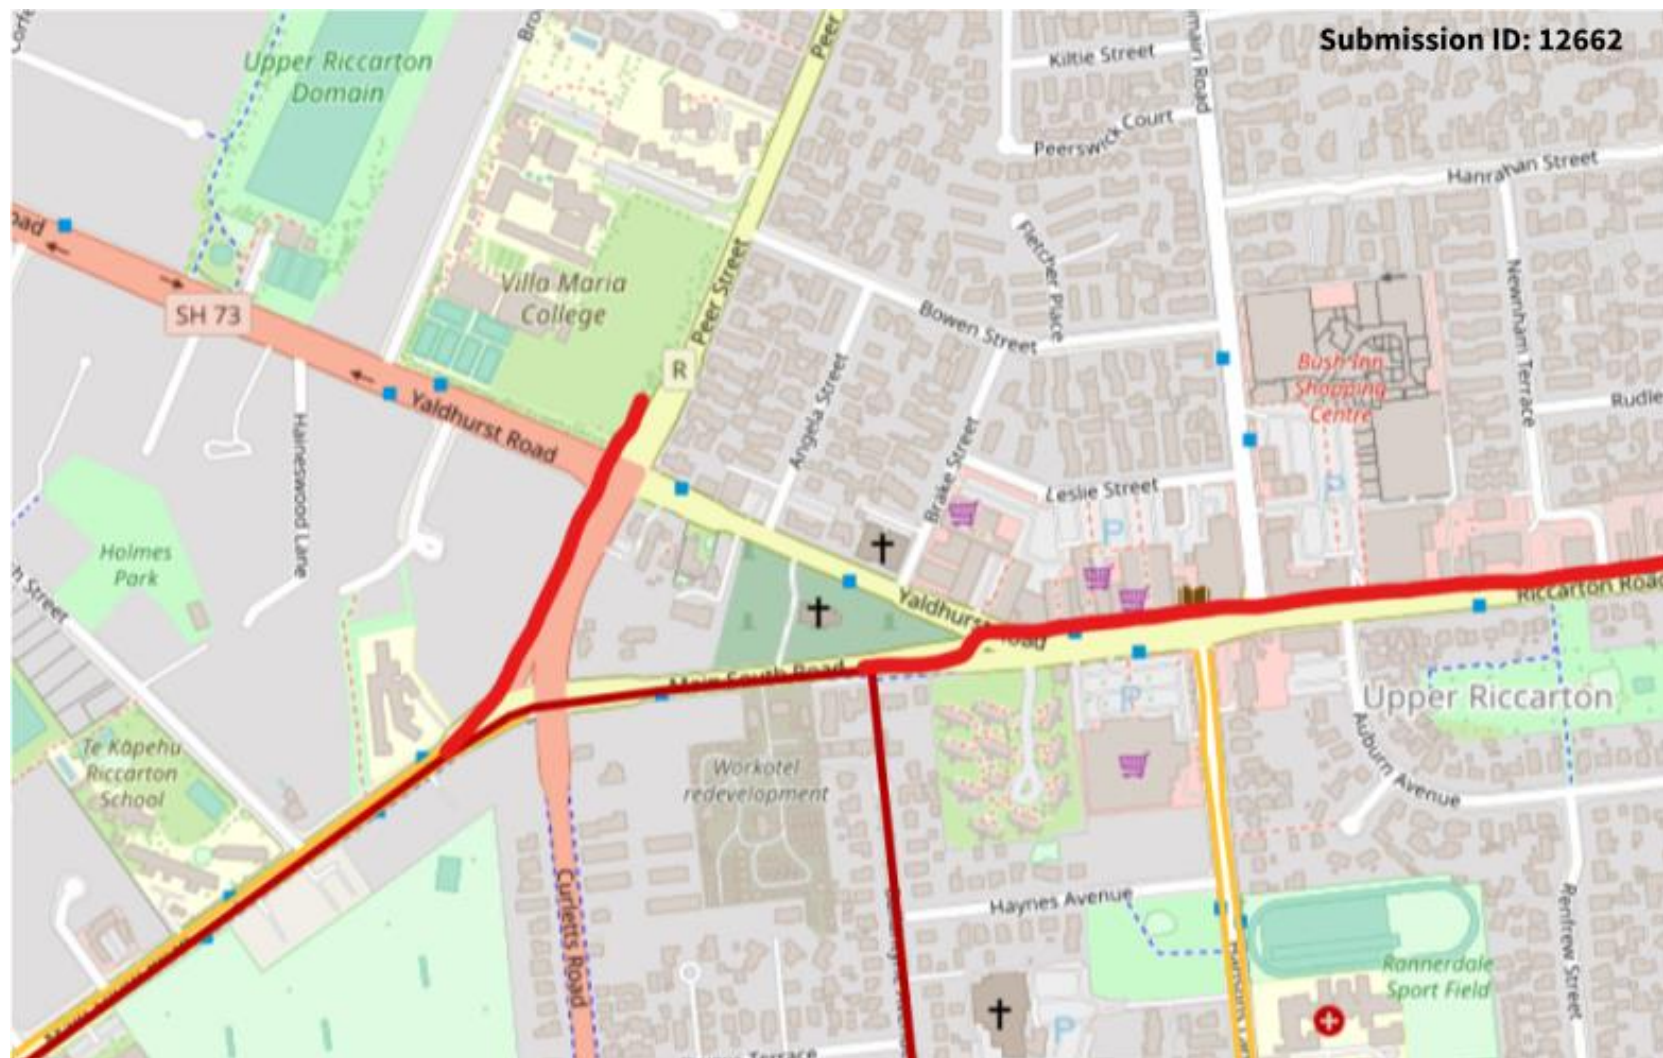 Submission ID: 12662
Kiltie Street
Upper Riccarton
Domain
Peerswick Court
Hanrahan Street
SH 73
Villa Maria
College
Peer Street
Fletcher Place
Bowen Street
Newnham Terrace
R
Bush Inn
Shopping
Centre
Yaldhurst Road
Angela Street
Haineswood Lane
Brake Street
Leslie Street
P
P
Holmes
Park
Yaldhurst Road
Riccarton Road
Main South Road
P
Upper Riccarton
Te Kāpehu
Riccarton
School
Workotel
redevelopment
Auburn Avenue
Curletts Road
Haynes Avenue
Renfrew Street
Rannerdale
Sport Field
P
Terrace